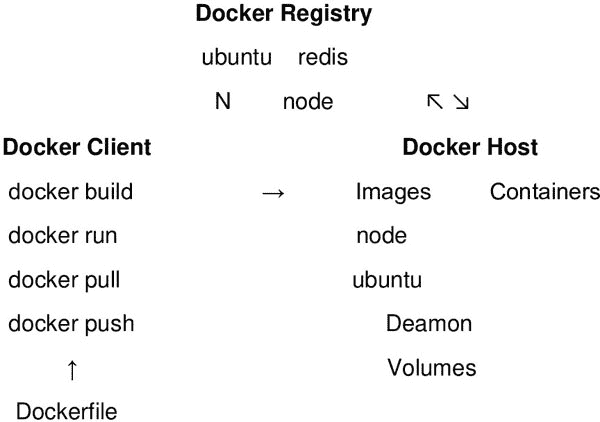 Docker Registry
ubuntu redis
N node ↖ ↘
Docker Client Docker Host
docker build → Images Containers
docker run node
docker pull ubuntu
docker push Deamon
↑ Volumes
Dockerfile